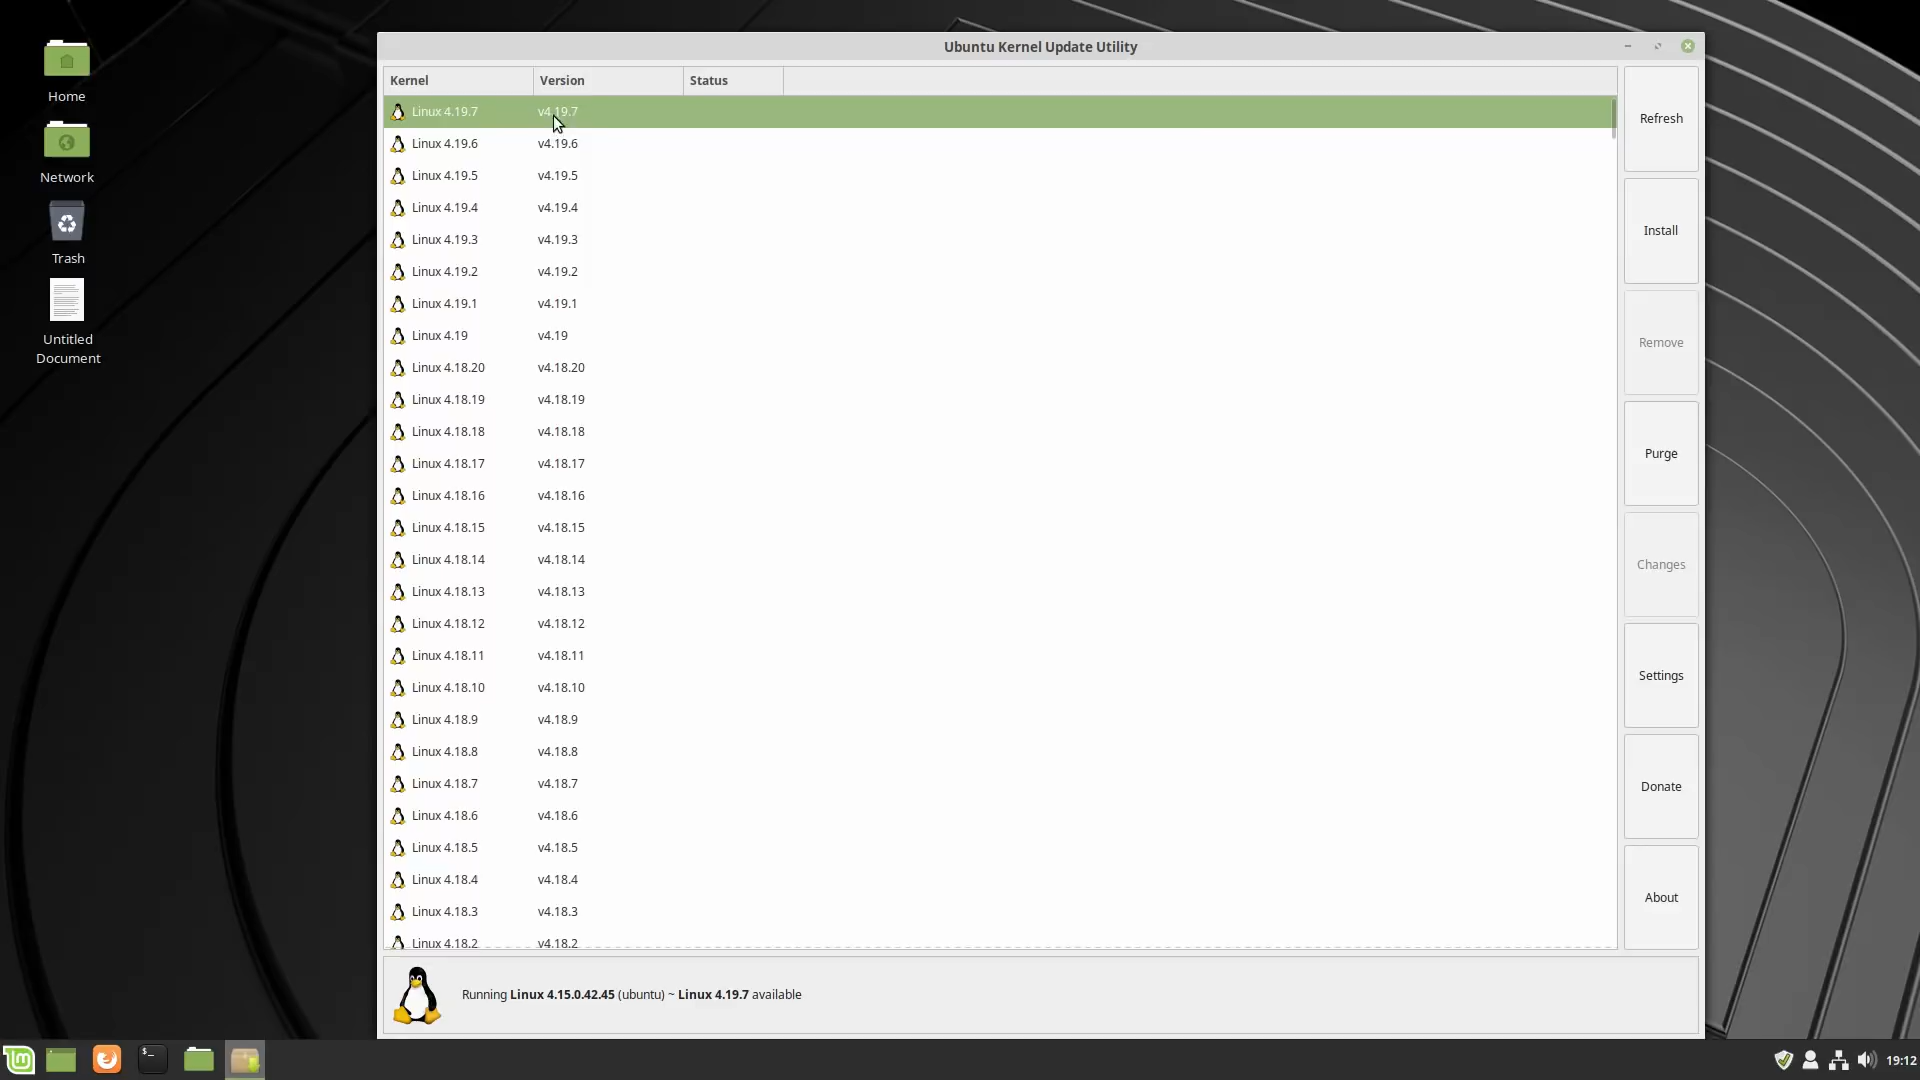 Home
Network
Trash
Untitled
Document
Ubuntu Kernel Update Utility
Kernel Version Status
Linux 4.19.7 v4.19.7
Linux 4.19.6 v4.19.6
Linux 4.19.5 v4.19.5
Linux 4.19.4 v4.19.4
Linux 4.19.3 v4.19.3
Linux 4.19.2 v4.19.2
Linux 4.19.1 v4.19.1
Linux 4.19 v4.19
Linux 4.18.20 v4.18.20
Linux 4.18.19 v4.18.19
Linux 4.18.18 v4.18.18
Linux 4.18.17 v4.18.17
Linux 4.18.16 v4.18.16
Linux 4.18.15 v4.18.15
Linux 4.18.14 v4.18.14
Linux 4.18.13 v4.18.13
Linux 4.18.12 v4.18.12
Linux 4.18.11 v4.18.11
Linux 4.18.10 v4.18.10
Linux 4.18.9 v4.18.9
Linux 4.18.8 v4.18.8
Linux 4.18.7 v4.18.7
Linux 4.18.6 v4.18.6
Linux 4.18.5 v4.18.5
Linux 4.18.4 v4.18.4
Linux 4.18.3 v4.18.3
Linux 4.18.2 v4.18.2
Refresh
Install
Remove
Purge
Changes
Settings
Donate
About
Running Linux 4.15.0.42.45 (ubuntu) ~ Linux 4.19.7 available
$_
19:12